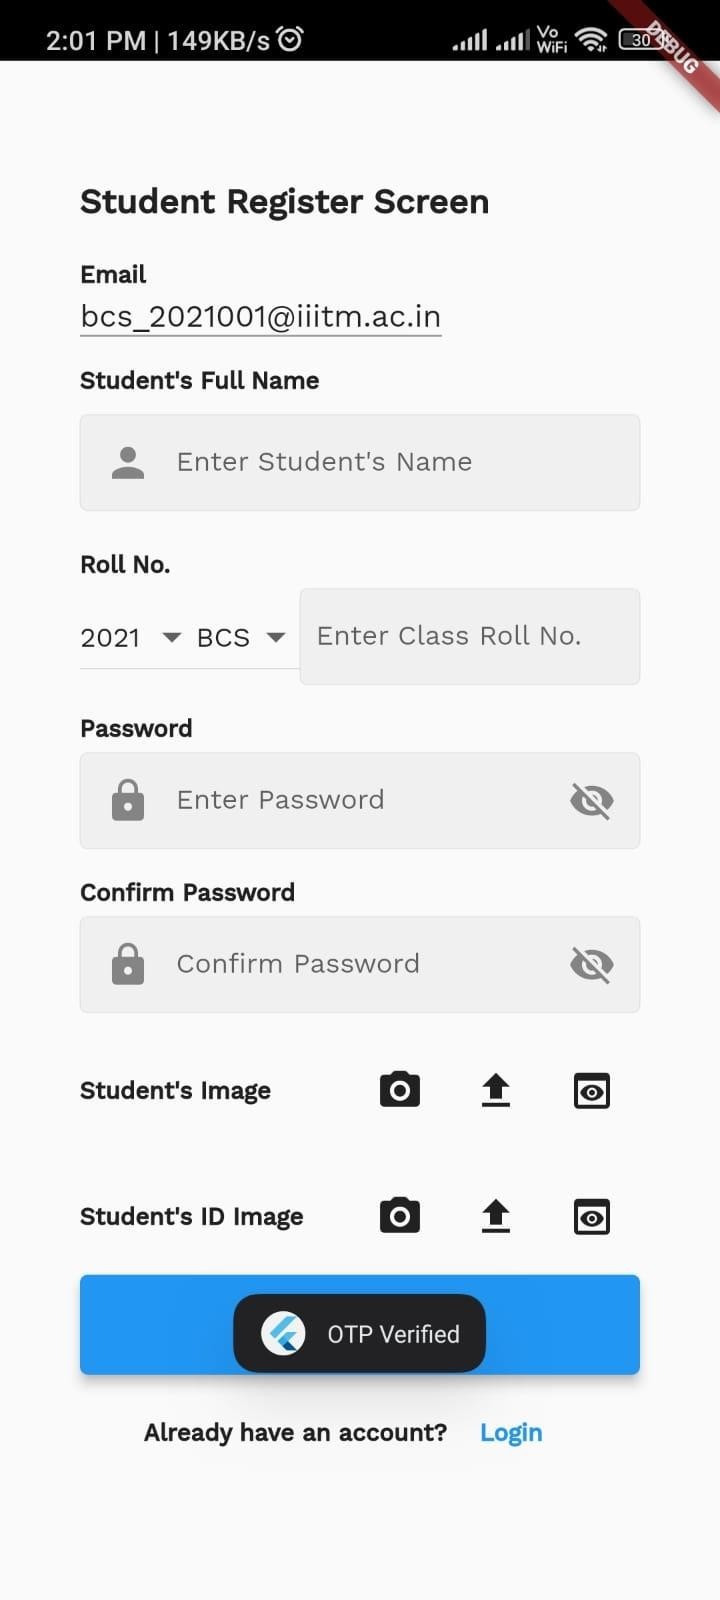 2:01 PM | 149KB/s
Vo
WiFi
30
DEBUG
Student Register Screen
Email
bcs_2021001@iiitm.ac.in
Student's Full Name
Enter Student's Name
Roll No.
2021 BCS Enter Class Roll No.
Password
Enter Password
Confirm Password
Confirm Password
Student's Image
Student's ID Image
OTP Verified
Already have an account? Login